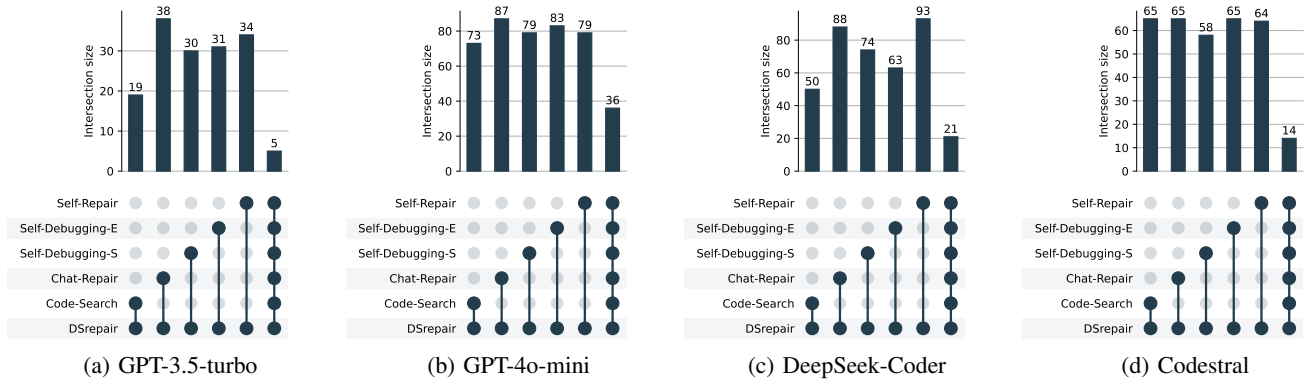 19
38
30
31
34
5
Intersection size
30
20
10
0
Self-Repair
Self-Debugging-E
Self-Debugging-S
Chat-Repair
Code-Search
DSrepair
(a) GPT-3.5-turbo
73
87
79
83
79
36
Intersection size
80
60
40
20
0
Self-Repair
Self-Debugging-E
Self-Debugging-S
Chat-Repair
Code-Search
DSrepair
(b) GPT-4o-mini
50
88
74
63
93
21
Intersection size
80
60
40
20
0
Self-Repair
Self-Debugging-E
Self-Debugging-S
Chat-Repair
Code-Search
DSrepair
(c) DeepSeek-Coder
65
65
58
65
64
14
Intersection size
60
50
40
30
20
10
0
Self-Repair
Self-Debugging-E
Self-Debugging-S
Chat-Repair
Code-Search
DSrepair
(d) Codestral